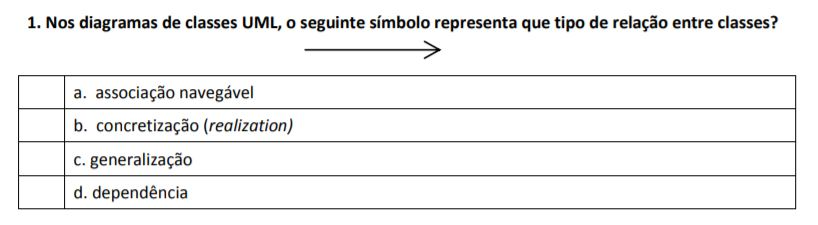 1. Nos diagramas de classes UML, o seguinte símbolo representa que tipo de relação entre classes?
a. associação navegável
b. concretização (realization)
c. generalização
d. dependência